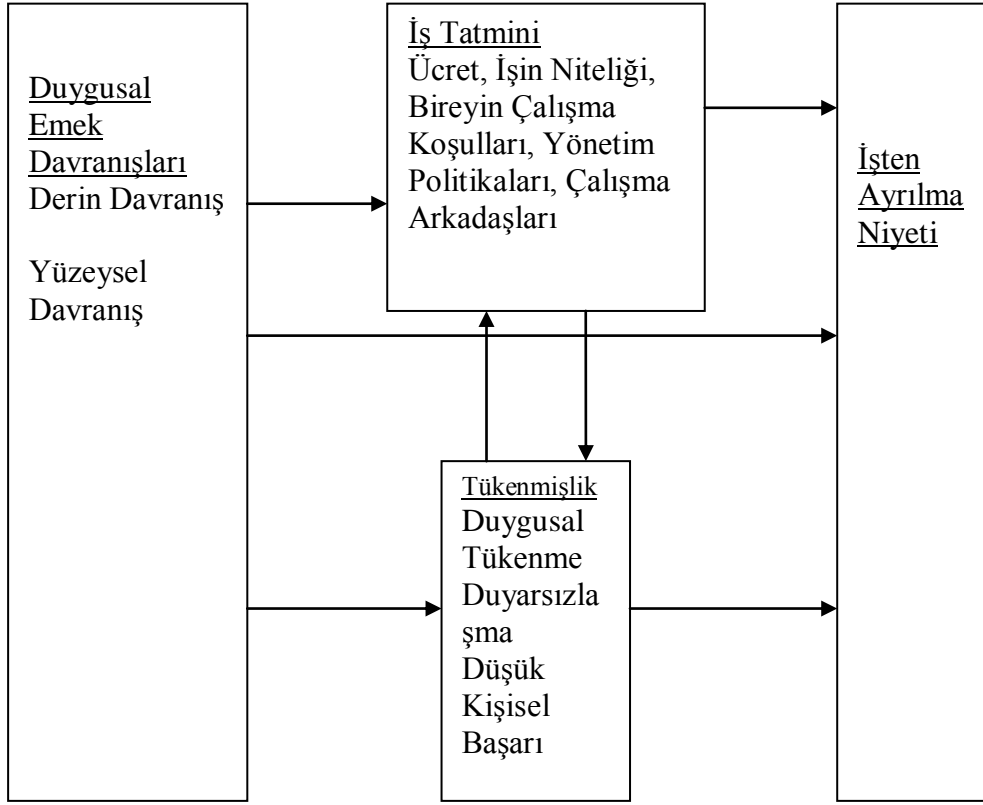 Duygusal
Emek
Davranışları
Derin Davranış
Yüzeysel
Davranış
İş Tatmini
Ücret, İşin Niteliği,
Bireyin Çalışma
Koşulları, Yönetim
Politikaları, Çalışma
Arkadaşları
Tükenmişlik
Duygusal
Tükenme
Duyarsızla
şma
Düşük
Kişisel
Başarı
İşten
Ayrılma
Niyeti